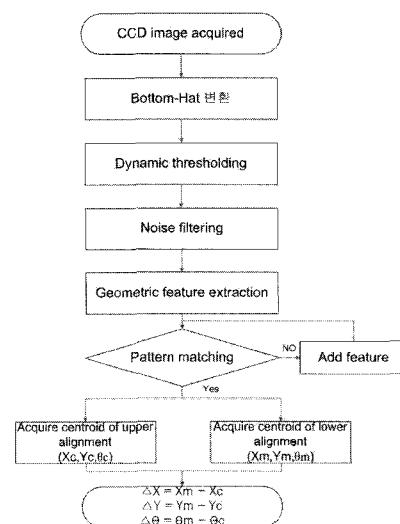 CCD image acquired
Bottom-Hat 변환
Dynamic thresholding
Noise filtering
Geometric feature extraction
Pattern matching
NO
Add feature
Yes
Acquire centroid of upper
alignment
(Xc,Yc,θc)
Acquire centroid of lower
alignment
(Xm,Ym,θm)
△X = Xm − Xc
△Y = Ym − Yc
△Θ = Θm − Θc